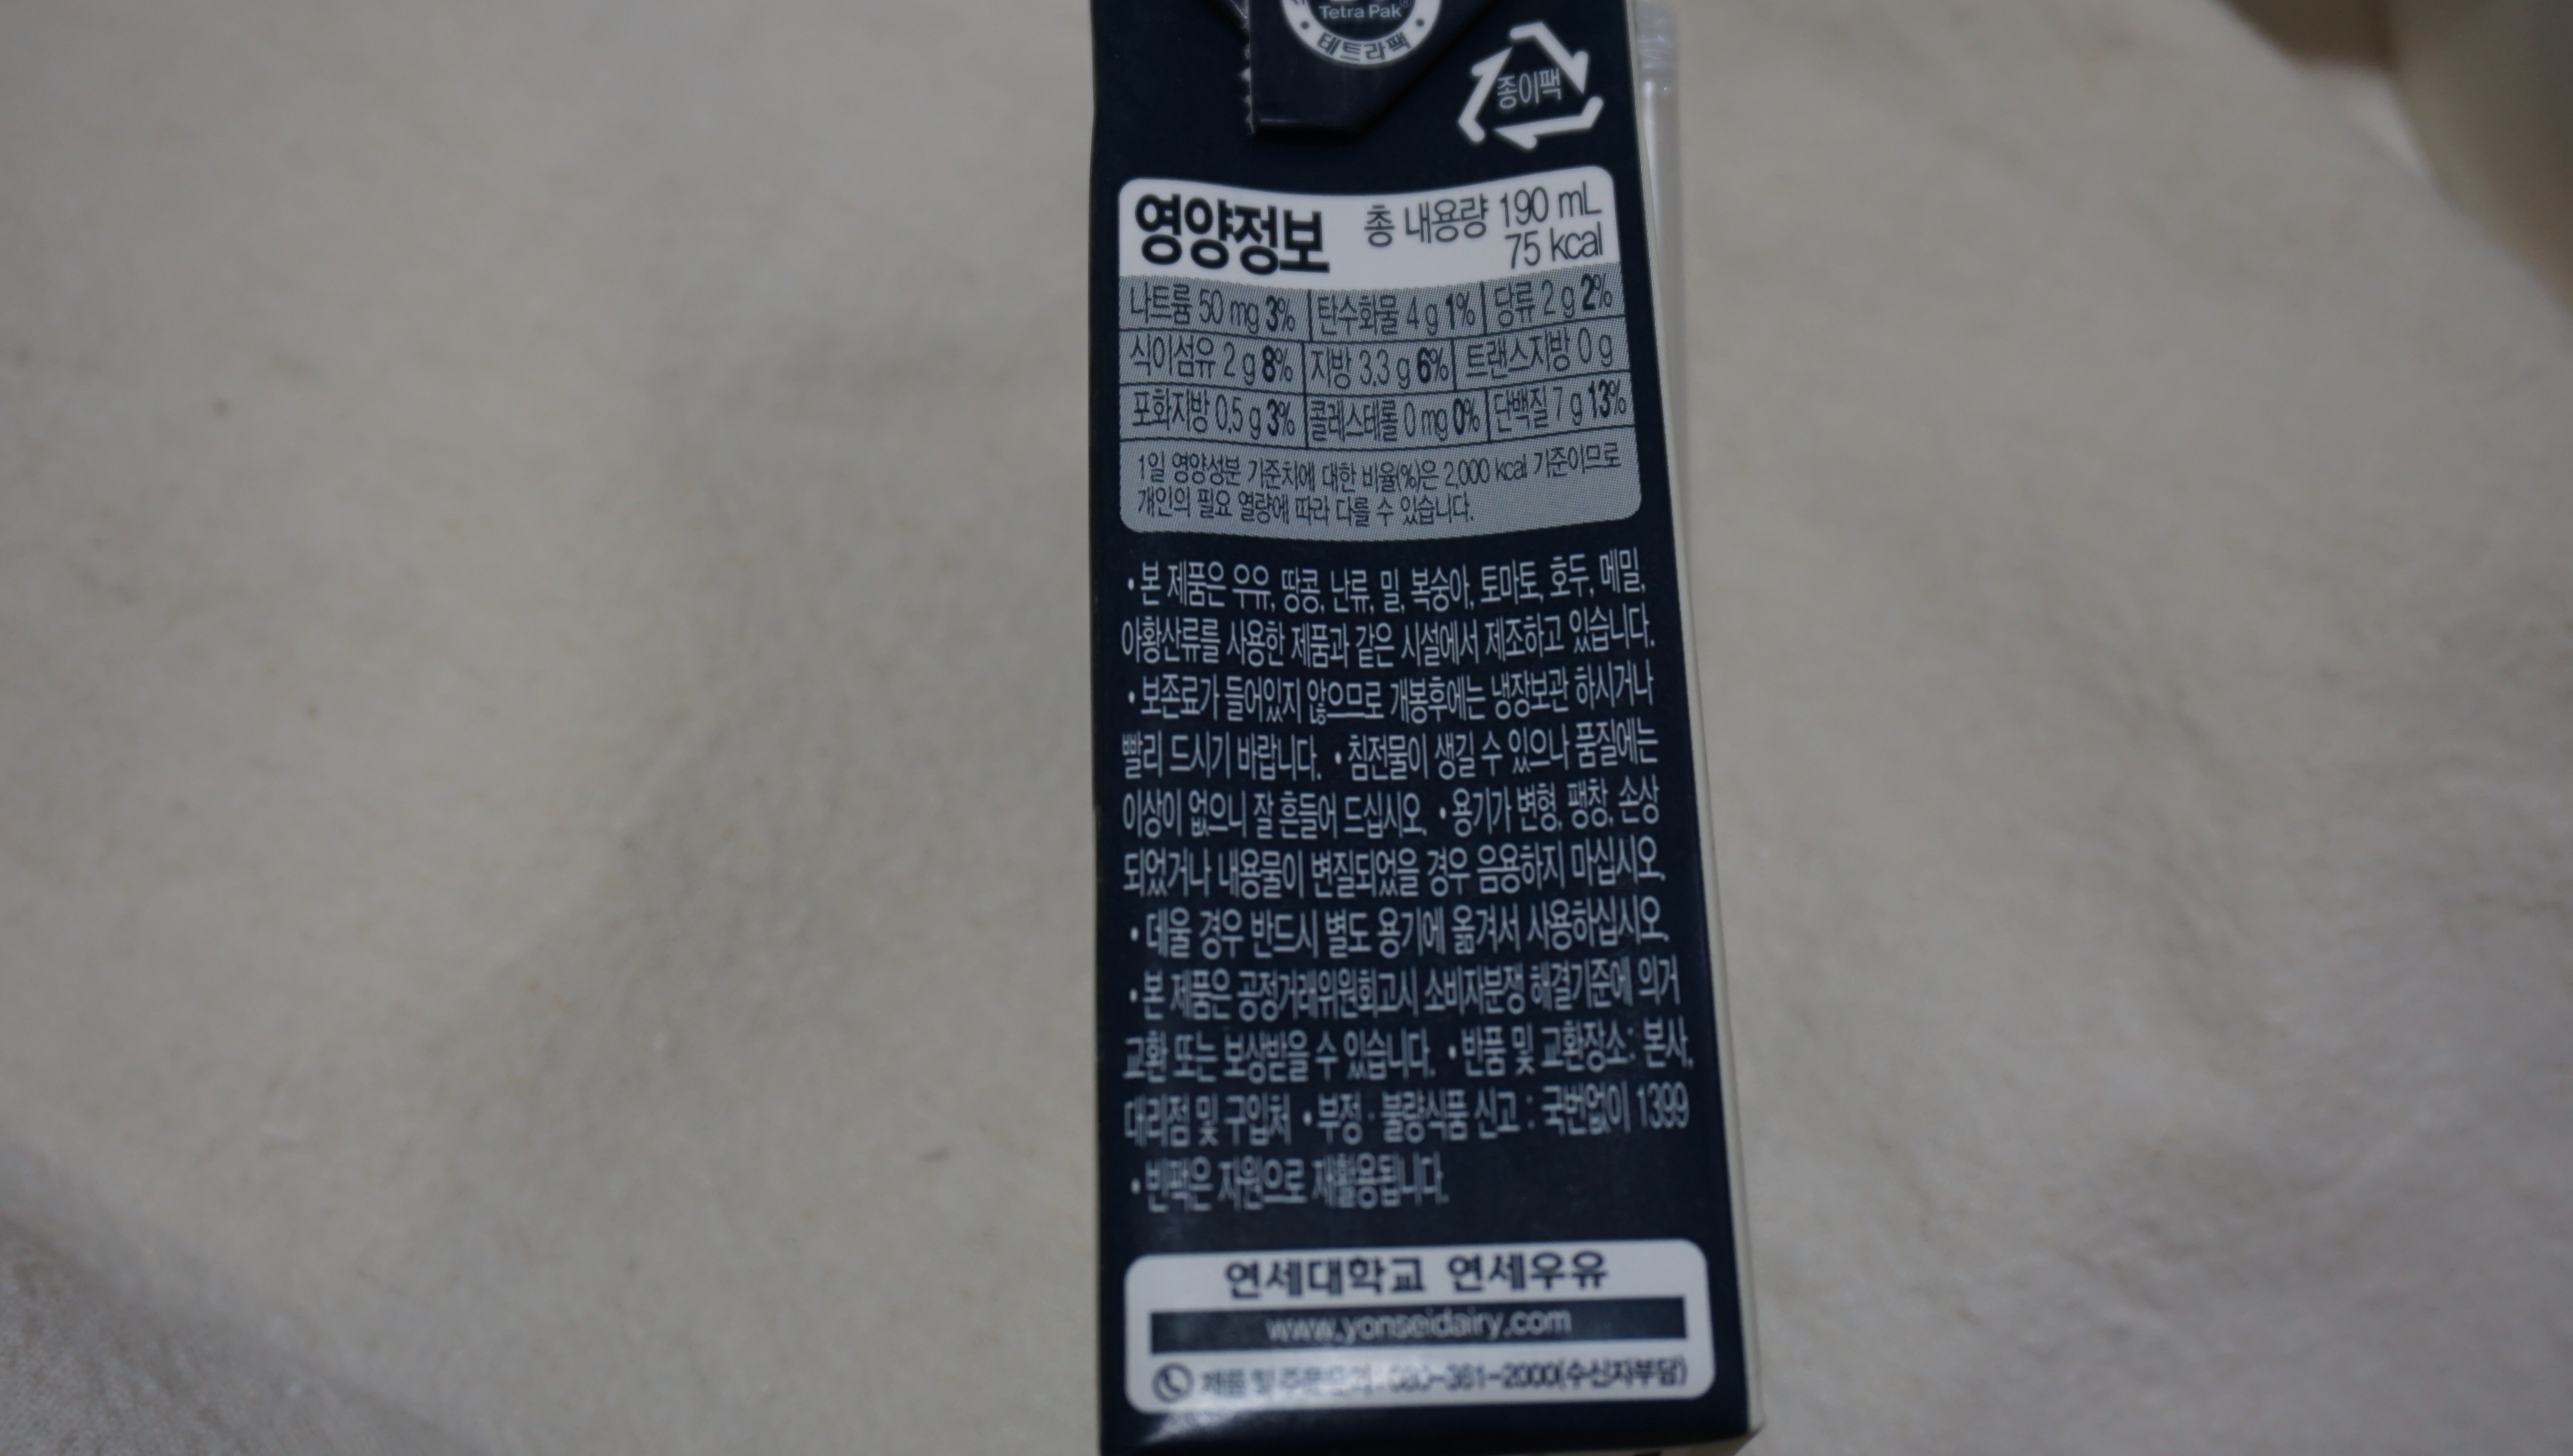 Tetra Pak®
테트라팩
종이팩
영양정보 총 내용량 190 mL
75 kcal
나트륨 50 mg 3% 탄수화물 4 g 1% 당류 2 g 2%
식이섬유 2 g 8% 지방 3.3 g 6% 트랜스지방 0 g
포화지방 0.5 g 3% 콜레스테롤 0 mg 0% 단백질 7 g 13%
1일 영양성분 기준치에 대한 비율(%)은 2,000 kcal 기준이므로
개인의 필요 열량에 따라 다를 수 있습니다.
• 본 제품은 우유, 땅콩, 난류, 밀, 복숭아, 토마토, 호두, 메밀,
아황산류를 사용한 제품과 같은 시설에서 제조하고 있습니다.
• 보존료가 들어있지 않으므로 개봉후에는 냉장보관 하시거나
빨리 드시기 바랍니다. • 침전물이 생길 수 있으나 품질에는
이상이 없으니 잘 흔들어 드십시오. • 용기가 변형, 팽창, 손상
되었거나 내용물이 변질되었을 경우 음용하지 마십시오.
• 데울 경우 반드시 별도 용기에 옮겨서 사용하십시오.
• 본 제품은 공정거래위원회고시 소비자분쟁 해결기준에 의거
교환 또는 보상받을 수 있습니다. • 반품 및 교환장소: 본사,
대리점 및 구입처 • 부정 · 불량식품 신고 : 국번없이 1399
• 빈팩은 자원으로 재활용됩니다.
연세대학교 연세우유
www.yonseidairy.com
제품 및 주문문의 : 080-361-2000(수신자부담)